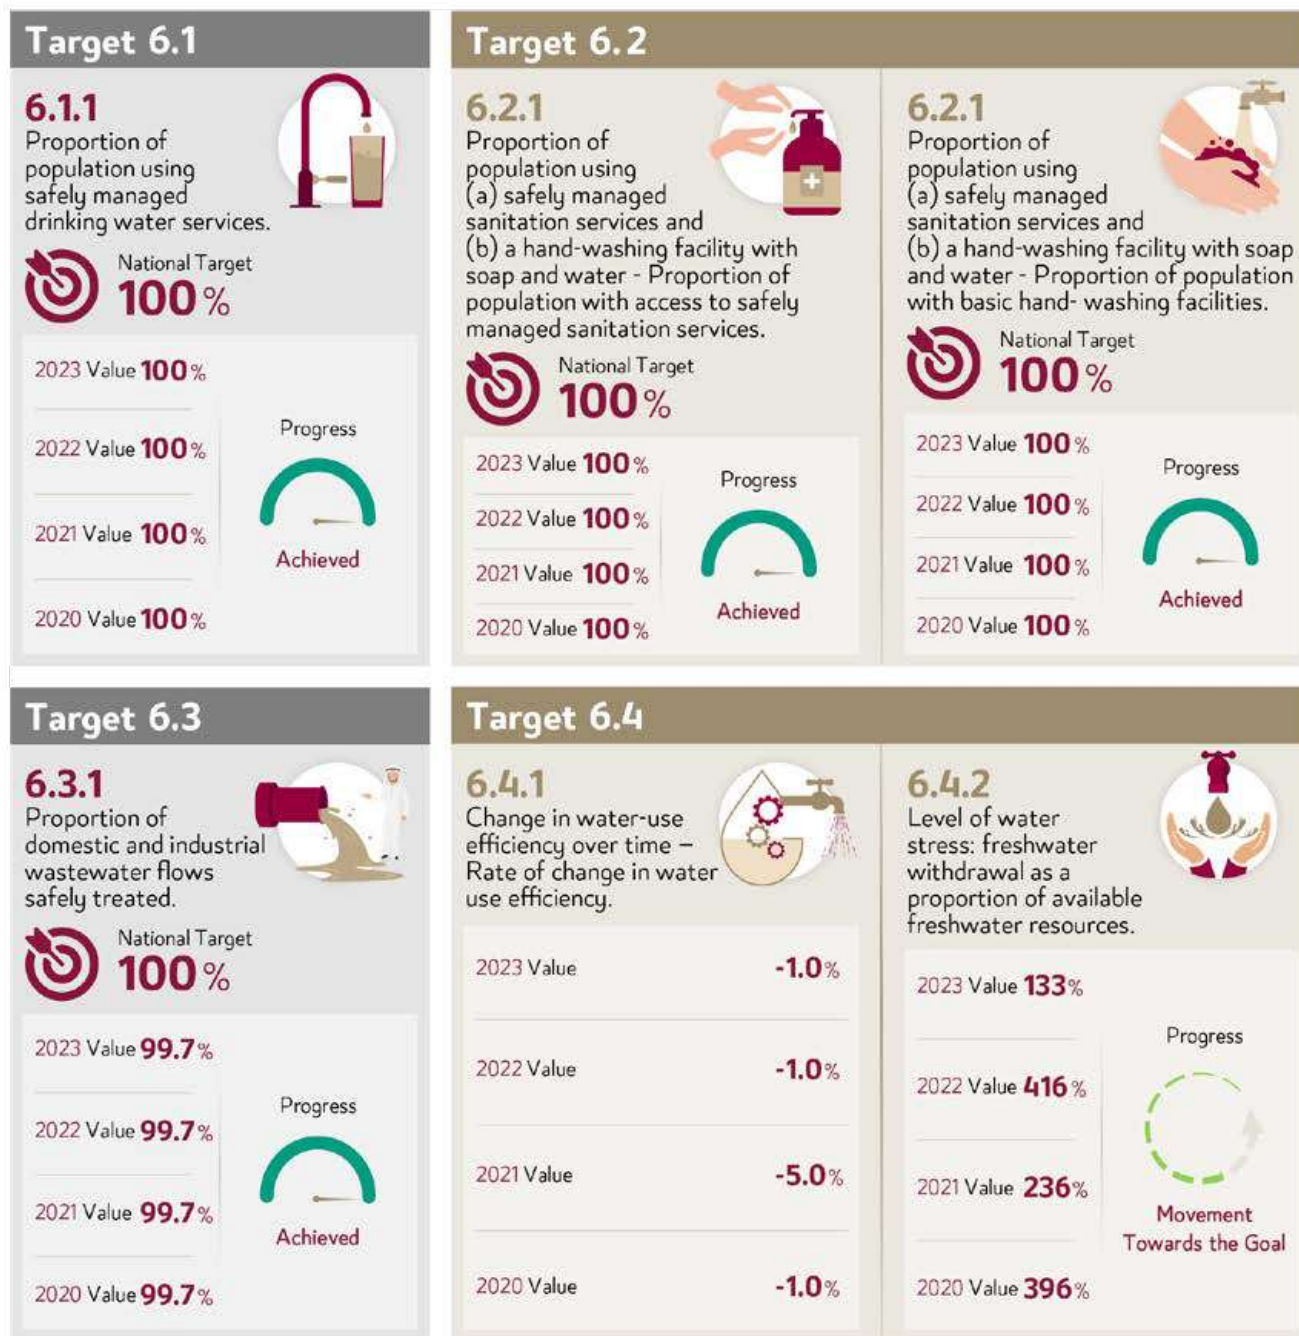 Target 6.1
6.1.1
Proportion of
population using
safely managed
drinking water services.
National Target
100%
2023 Value 100%
2022 Value 100%
2021 Value 100%
2020 Value 100%
Progress
Achieved
Target 6.2
6.2.1
Proportion of
population using
(a) safely managed
sanitation services and
(b) a hand-washing facility with
soap and water - Proportion of
population with access to safely
managed sanitation services.
National Target
100%
2023 Value 100%
2022 Value 100%
2021 Value 100%
2020 Value 100%
Progress
Achieved
6.2.1
Proportion of
population using
(a) safely managed
sanitation services and
(b) a hand-washing facility with soap
and water - Proportion of population
with basic hand- washing facilities.
National Target
100%
2023 Value 100%
2022 Value 100%
2021 Value 100%
2020 Value 100%
Progress
Achieved
Target 6.3
6.3.1
Proportion of
domestic and industrial
wastewater flows
safely treated.
National Target
100%
2023 Value 99.7%
2022 Value 99.7%
2021 Value 99.7%
2020 Value 99.7%
Progress
Achieved
Target 6.4
6.4.1
Change in water-use
efficiency over time –
Rate of change in water
use efficiency.
2023 Value -1.0%
2022 Value -1.0%
2021 Value -5.0%
2020 Value -1.0%
6.4.2
Level of water
stress: freshwater
withdrawal as a
proportion of available
freshwater resources.
2023 Value 133%
2022 Value 416%
2021 Value 236%
2020 Value 396%
Progress
Movement
Towards the Goal